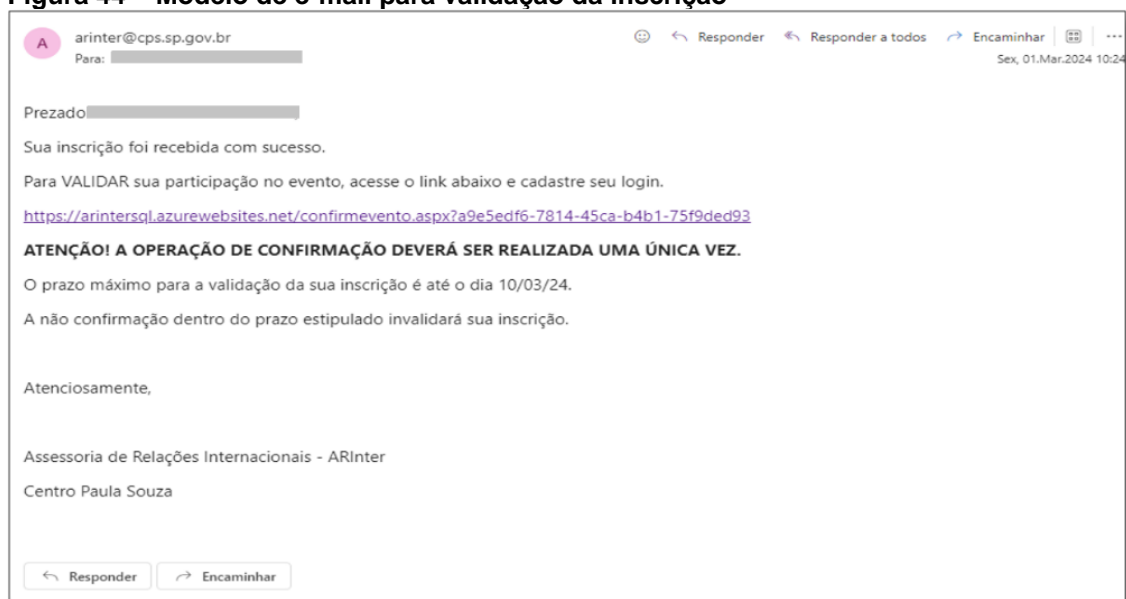 Figura 44 – Modelo de e-mail para validação da inscrição
A
arinter@cps.sp.gov.br
Responder
Responder a todos
Encaminhar
Para:
Sex, 01.Mar.2024 10:24
Prezado
Sua inscrição foi recebida com sucesso.
Para VALIDAR sua participação no evento, acesse o link abaixo e cadastre seu login.
https://arintersql.azurewebsites.net/confirmevento.aspx?a9e5edf6-7814-45ca-b4b1-75f9ded93
ATENÇÃO! A OPERAÇÃO DE CONFIRMAÇÃO DEVERÁ SER REALIZADA UMA ÚNICA VEZ.
O prazo máximo para a validação da sua inscrição é até o dia 10/03/24.
A não confirmação dentro do prazo estipulado invalidará sua inscrição.
Atenciosamente,
Assessoria de Relações Internacionais - ARInter
Centro Paula Souza
Responder
Encaminhar